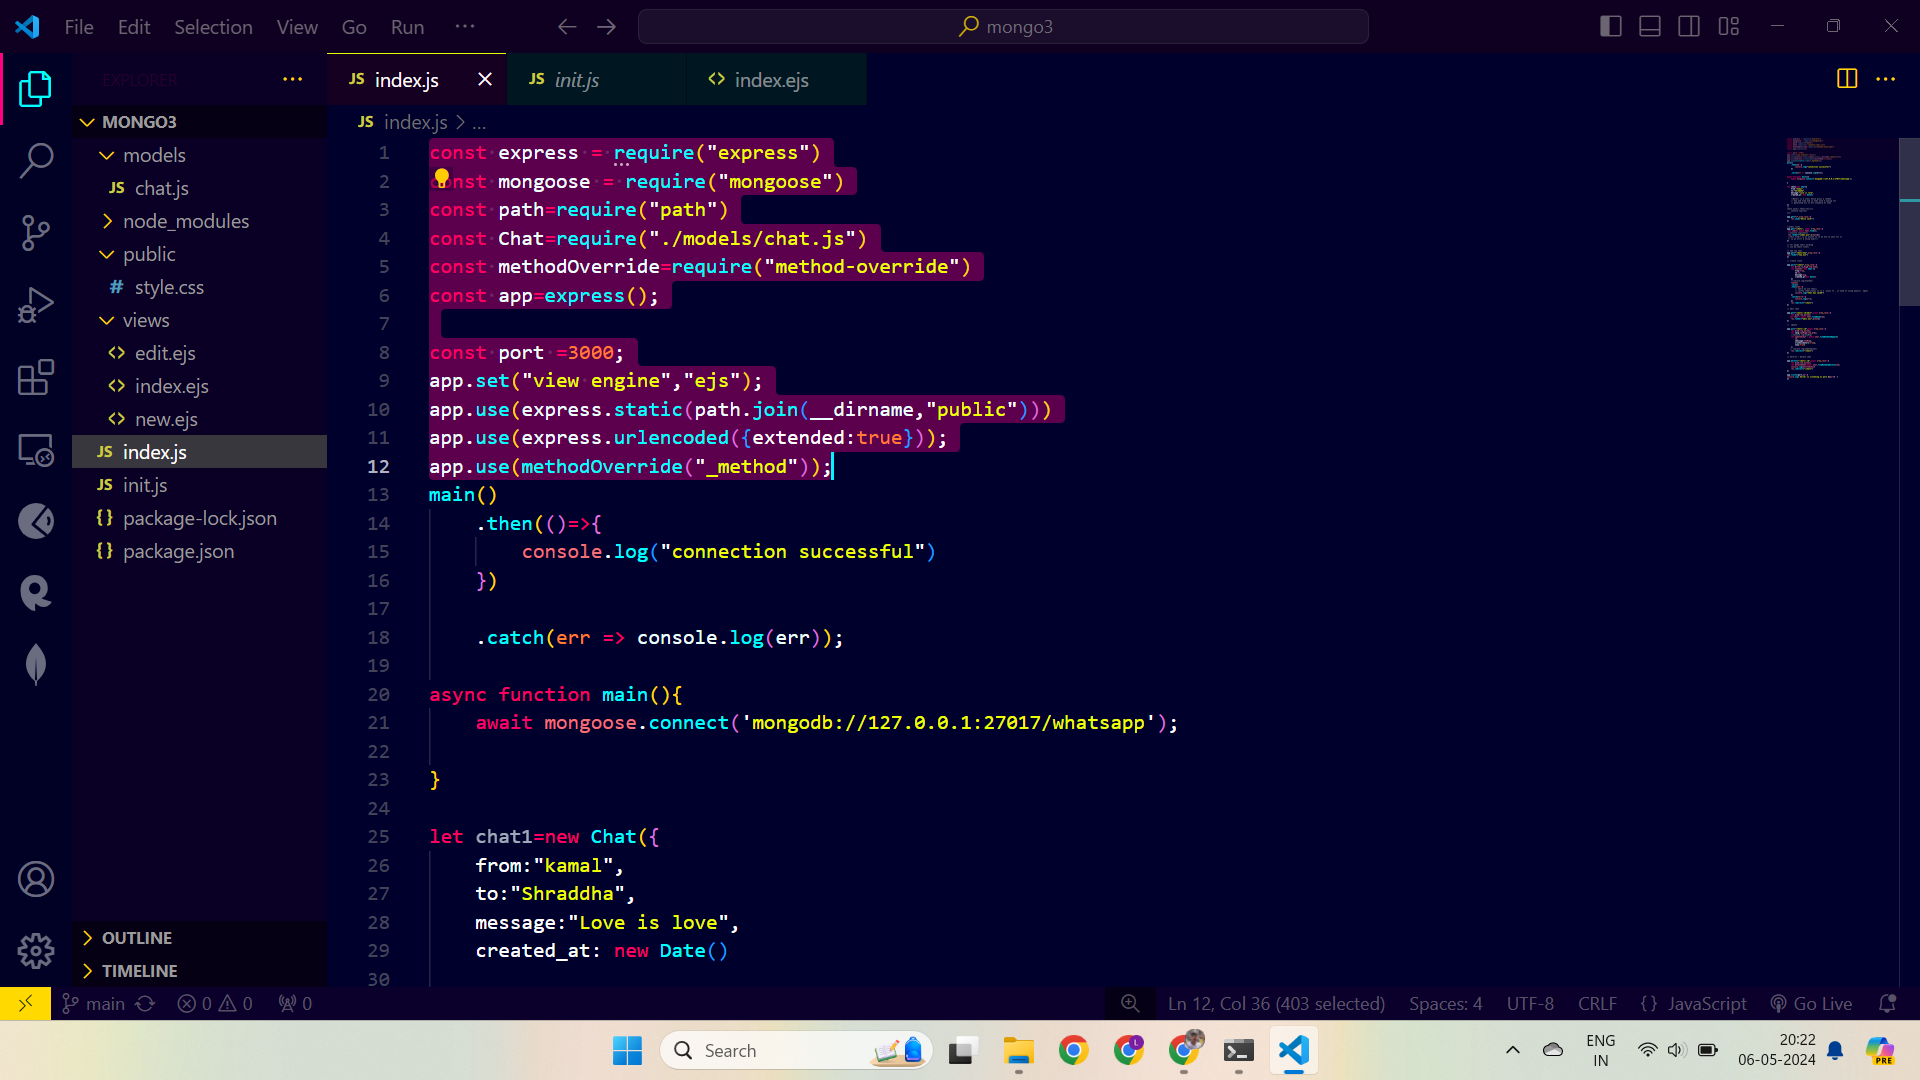 File Edit Selection View Go Run ...
mongo3
EXPLORER
JS index.js
JS init.js
<> index.ejs
MONGO3
models
JS chat.js
node_modules
public
# style.css
views
<> edit.ejs
<> index.ejs
<> new.ejs
JS index.js
JS init.js
{} package-lock.json
{} package.json
OUTLINE
TIMELINE
JS index.js > ...
1 const express = require("express")
2 const mongoose = require("mongoose")
3 const path=require("path")
4 const Chat=require("./models/chat.js")
5 const methodOverride=require("method-override")
6 const app=express();
7
8 const port =3000;
9 app.set("view engine","ejs");
10 app.use(express.static(path.join(__dirname,"public")))
11 app.use(express.urlencoded({extended:true}));
12 app.use(methodOverride("_method"));
13 main()
14 .then(()=>{
15 console.log("connection successful")
16 })
17
18 .catch(err => console.log(err));
19
20 async function main(){
21 await mongoose.connect('mongodb://127.0.0.1:27017/whatsapp');
22
23 }
24
25 let chat1=new Chat({
26 from:"kamal",
27 to:"Shraddha",
28 message:"Love is love",
29 created_at: new Date()
30
main 0 0 0
Ln 12, Col 36 (403 selected) Spaces: 4 UTF-8 CRLF {} JavaScript Go Live
Search
L
ENG
IN
20:22
06-05-2024
PRE